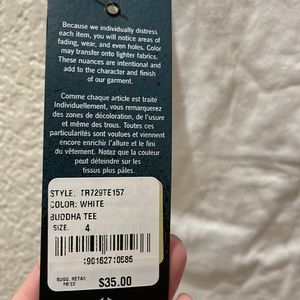 Because we individually distress
each item, you will notice areas of
fading, wear, and even holes. Color
may transfer onto lighter fabrics.
These nuances are intentional and
add to the character and finish
of our garment.
Comme chaque article est traité
Individuellement, vous remarquerez
des zones de décoloration, de l'usure
et même des trous. Toutes ces
particularités sont voulues et viennent
encore enrichir l'allure et le fini
du vêtement. Notez que la couleur
peut déteindre sur les
tissus plus pâles.
STYLE: TR729TE157
COLOR: WHITE
BUDDHA TEE
SIZE: 4
190162710586
SUGG. RETAIL
PRICE
$35.00